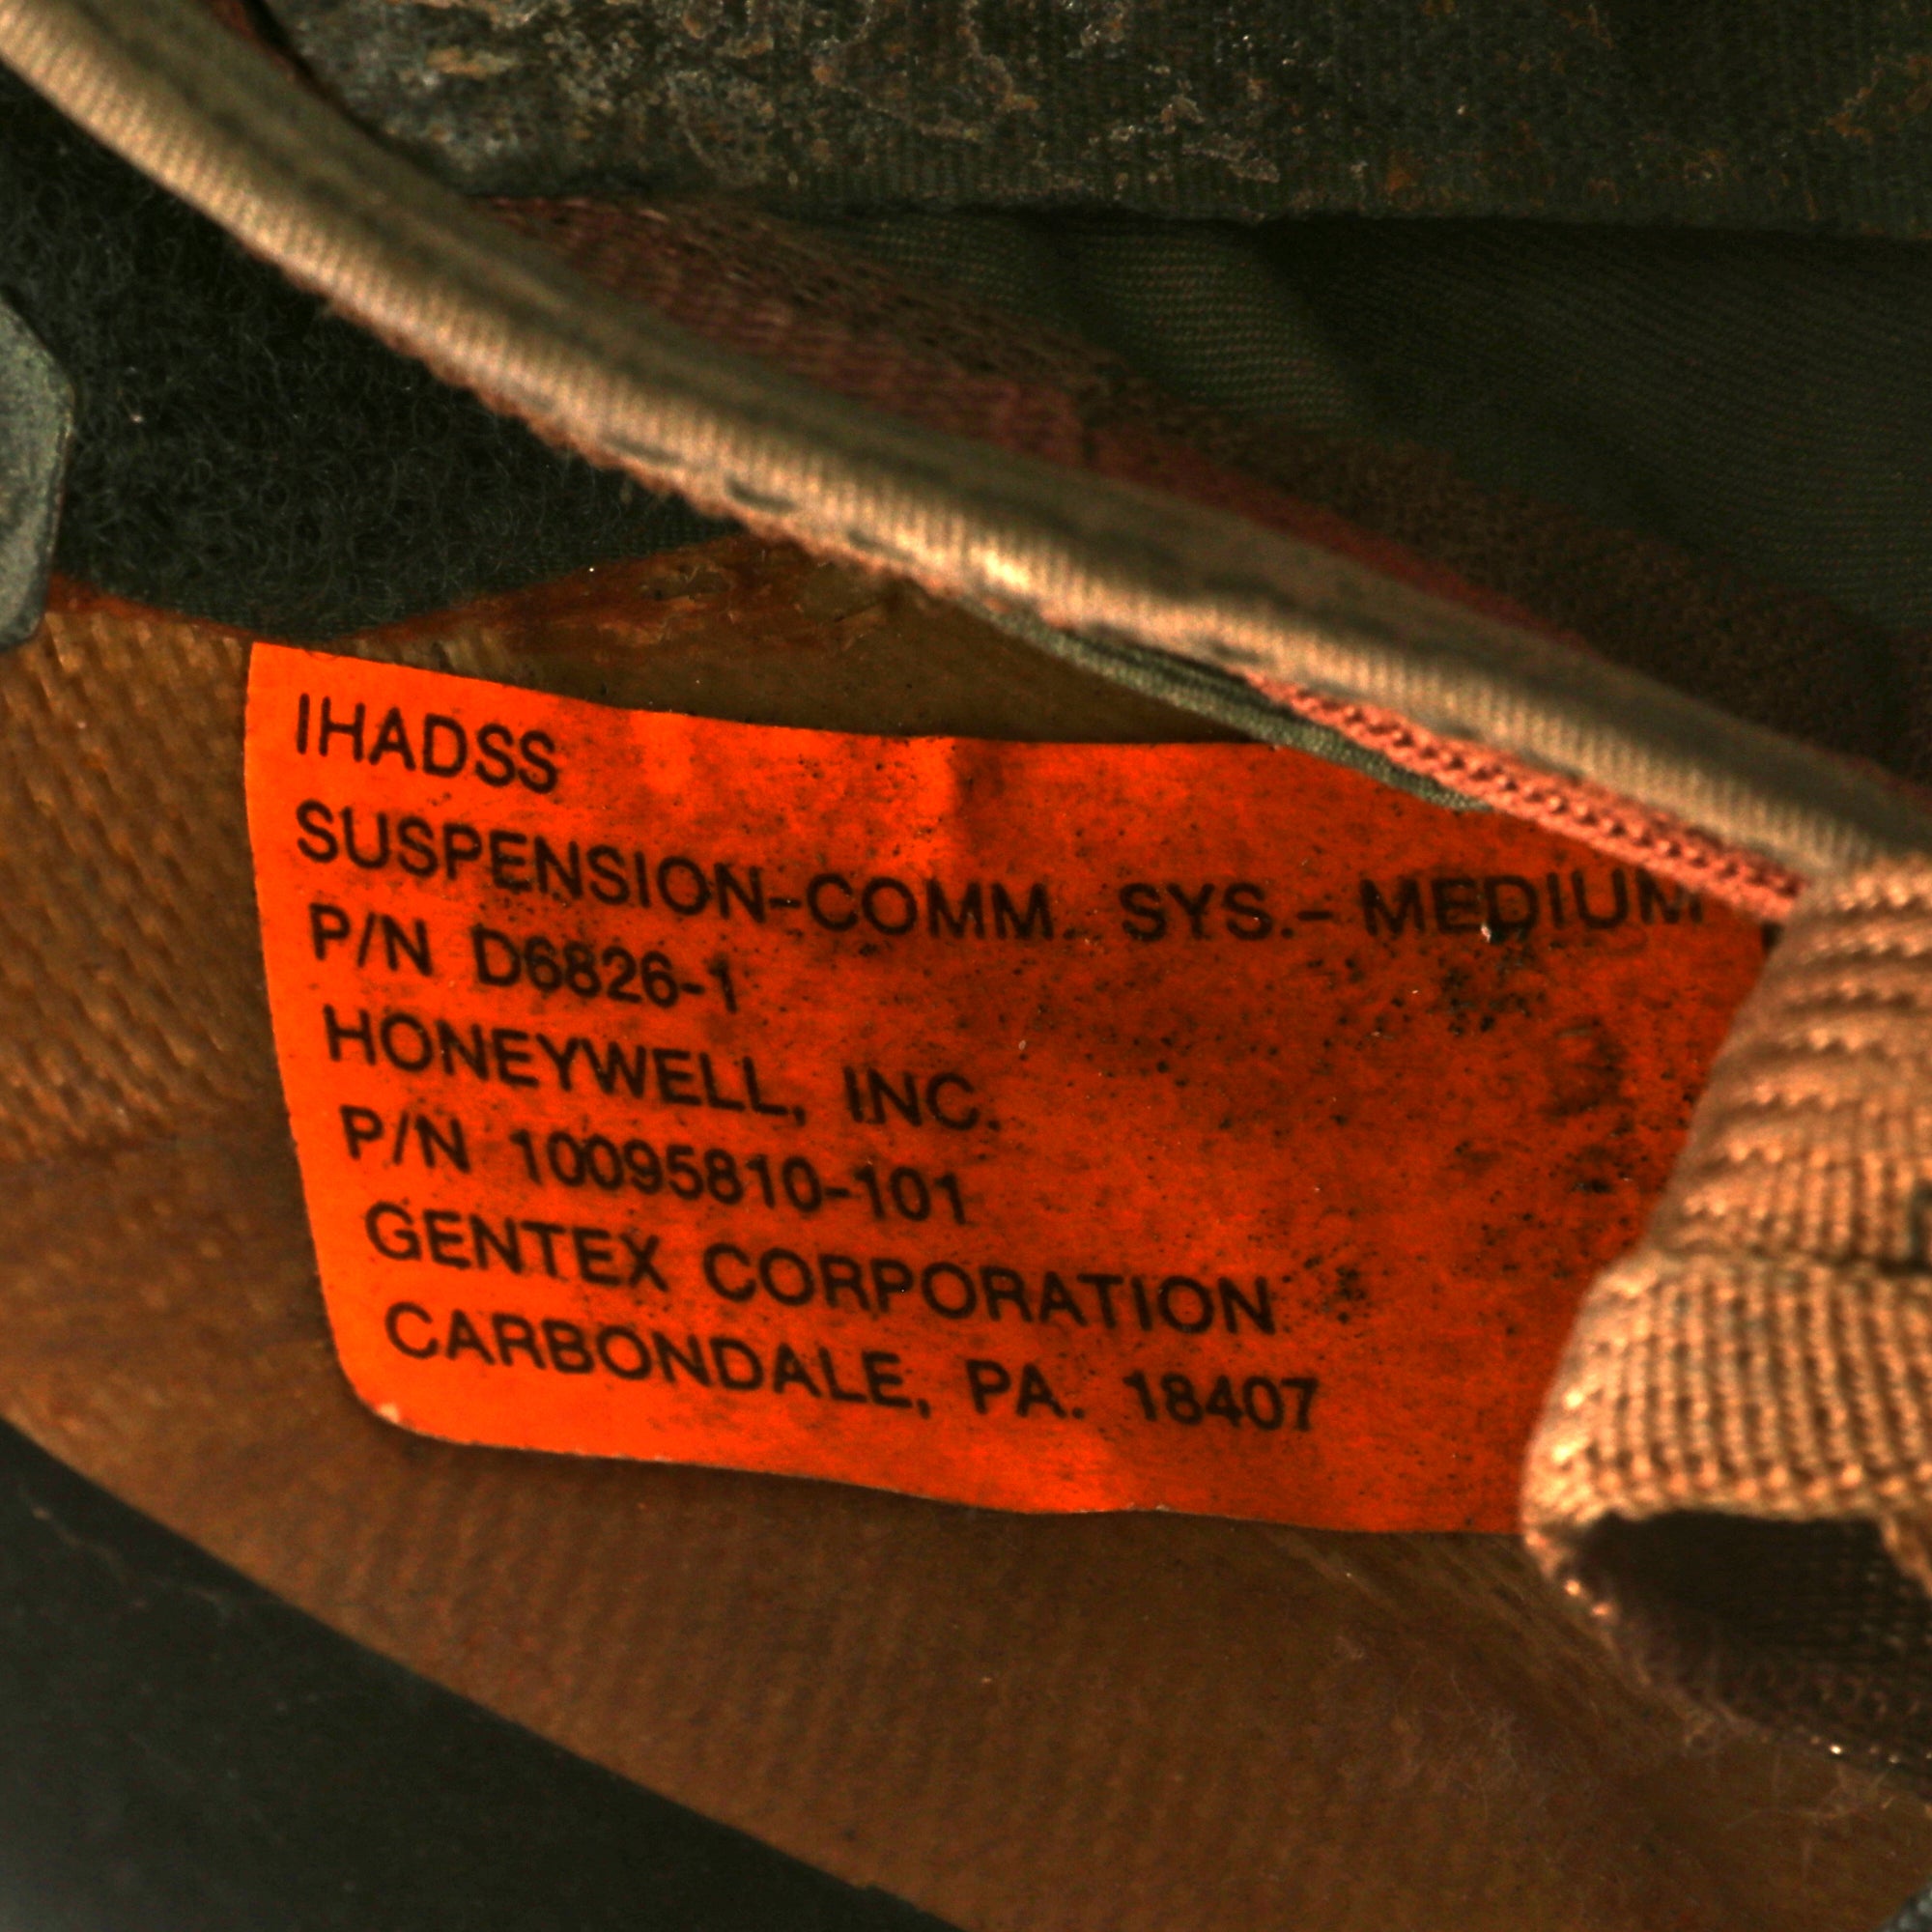 IHADSS
SUSPENSION-COMM. SYS.- MEDIUM
P/N D6826-1
HONEYWELL, INC.
P/N 10095810-101
GENTEX CORPORATION
CARBONDALE, PA. 18407